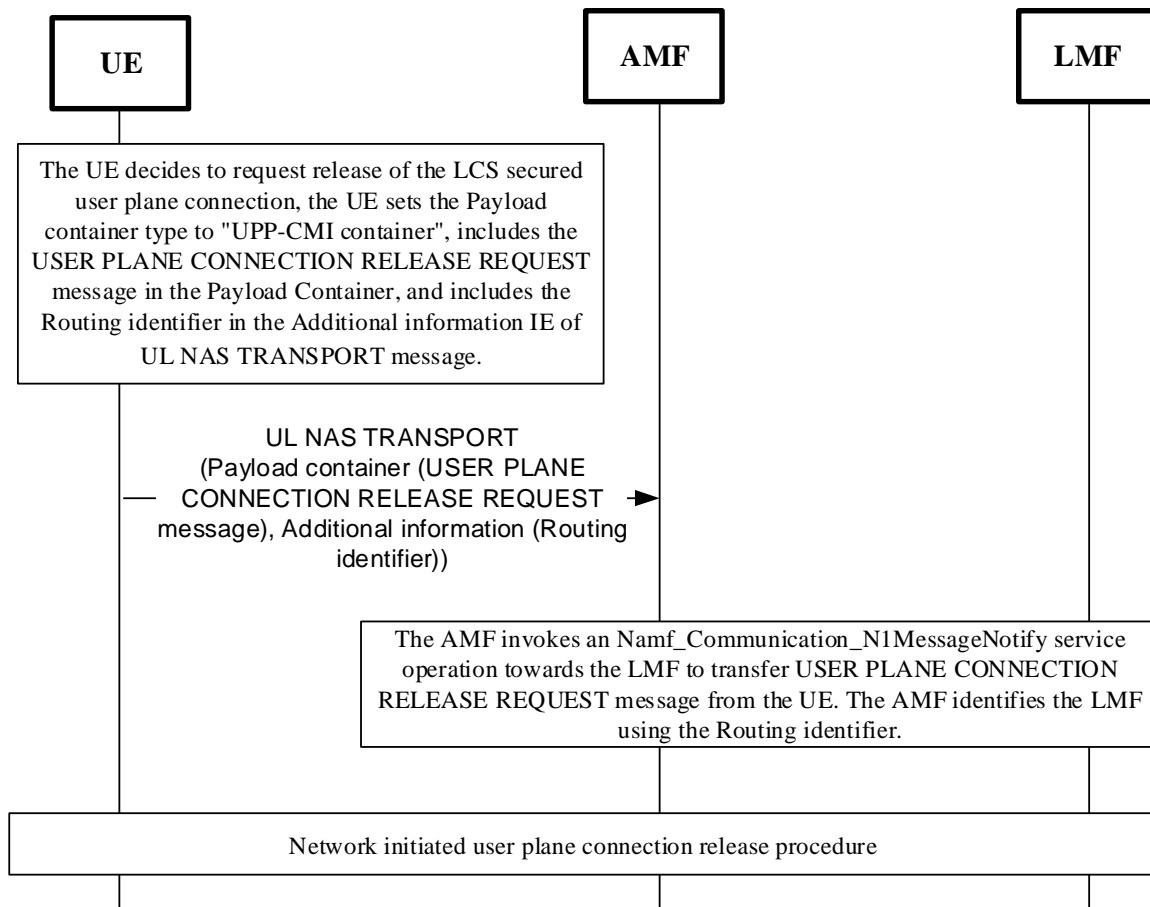 UE
AMF
LMF
The UE decides to request release of the LCS secured
user plane connection, the UE sets the Payload
container type to "UPP-CMI container", includes the
USER PLANE CONNECTION RELEASE REQUEST
message in the Payload Container, and includes the
Routing identifier in the Additional information IE of
UL NAS TRANSPORT message.
UL NAS TRANSPORT
(Payload container (USER PLANE
CONNECTION RELEASE REQUEST
message), Additional information (Routing
identifier))
The AMF invokes an Namf_Communication_N1MessageNotify service
operation towards the LMF to transfer USER PLANE CONNECTION
RELEASE REQUEST message from the UE. The AMF identifies the LMF
using the Routing identifier.
Network initiated user plane connection release procedure